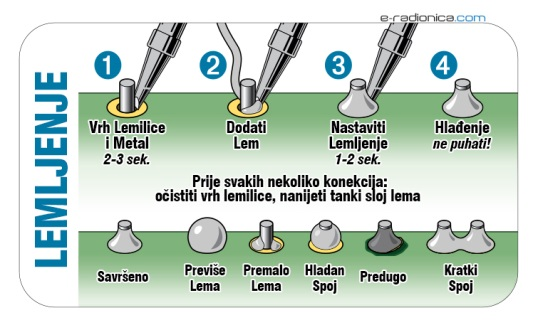 e-radionica.com
LEMLJENJE
1
2
3
4
Vrh Lemilice
i Metal
2-3 sek.
Dodati
Lem
Nastaviti
Lemljenje
1-2 sek.
Hlađenje
ne puhati!
Prije svakih nekoliko konekcija:
očistiti vrh lemilice, nanijeti tanki sloj lema
Savršeno
Previše
Lema
Premalo
Lema
Hladan
Spoj
Predugo
Kratki
Spoj